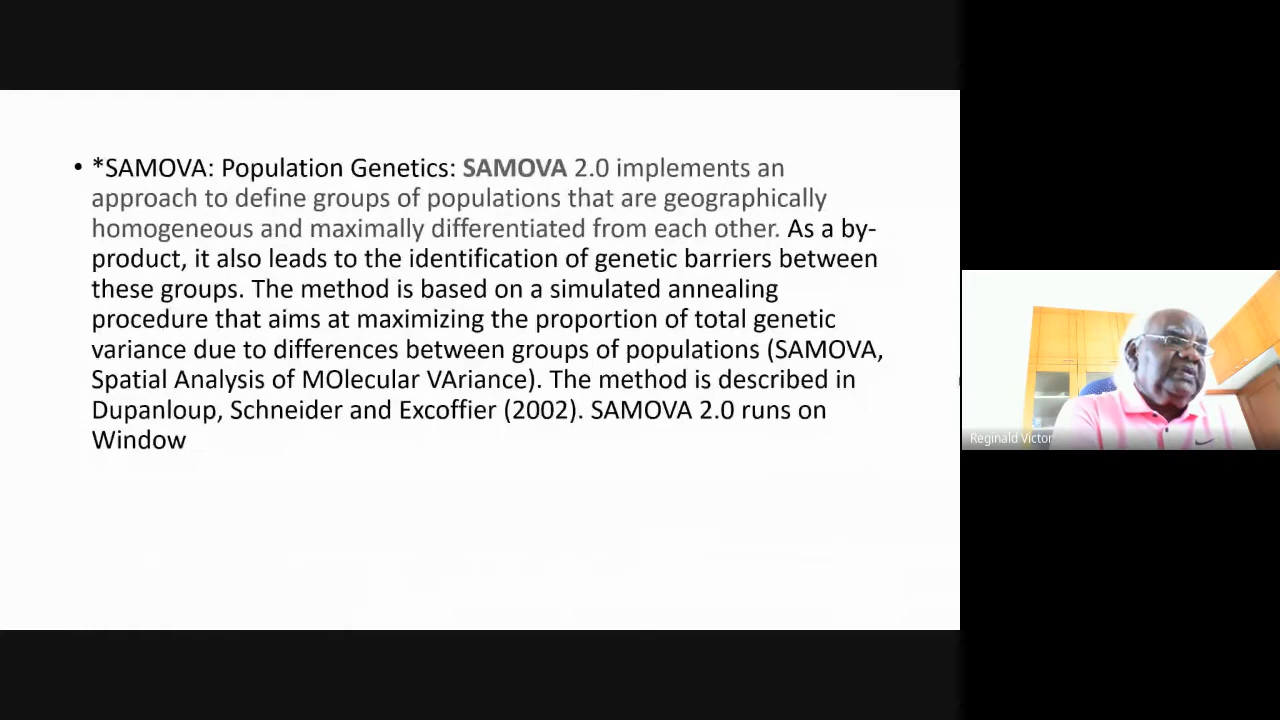 • *SAMOVA: Population Genetics: SAMOVA 2.0 implements an
approach to define groups of populations that are geographically
homogeneous and maximally differentiated from each other. As a by-
product, it also leads to the identification of genetic barriers between
these groups. The method is based on a simulated annealing
procedure that aims at maximizing the proportion of total genetic
variance due to differences between groups of populations (SAMOVA,
Spatial Analysis of MOlecular VAriance). The method is described in
Dupanloup, Schneider and Excoffier (2002). SAMOVA 2.0 runs on
Window
Reginald Victor